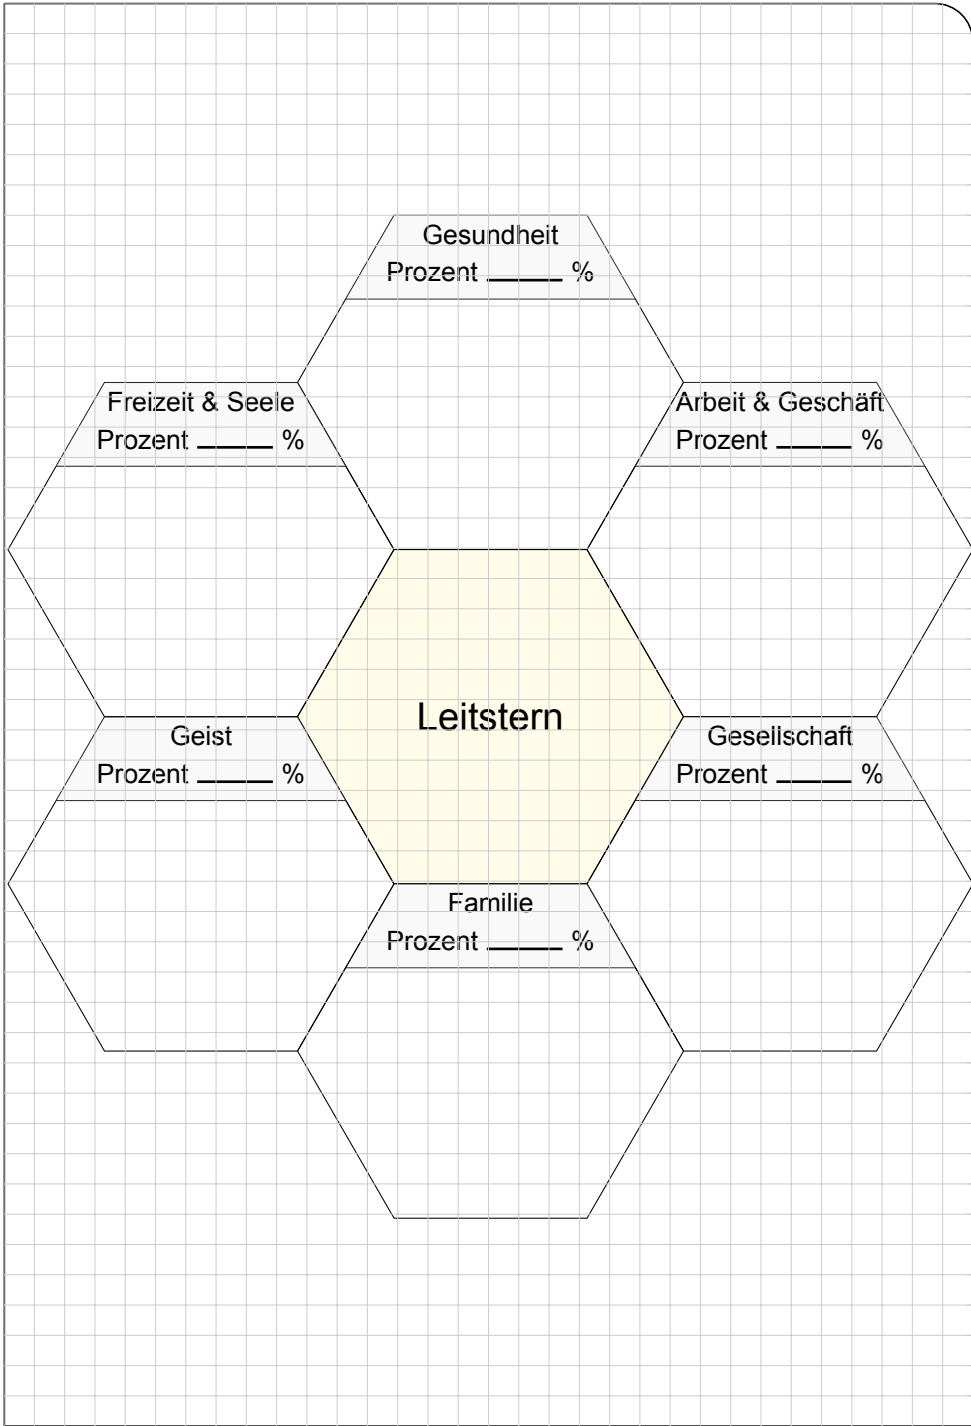 Gesundheit
Prozent _____ %
Freizeit & Seele
Prozent _____ %
Arbeit & Geschäft
Prozent _____ %
Leitstern
Geist
Prozent _____ %
Gesellschaft
Prozent _____ %
Familie
Prozent _____ %